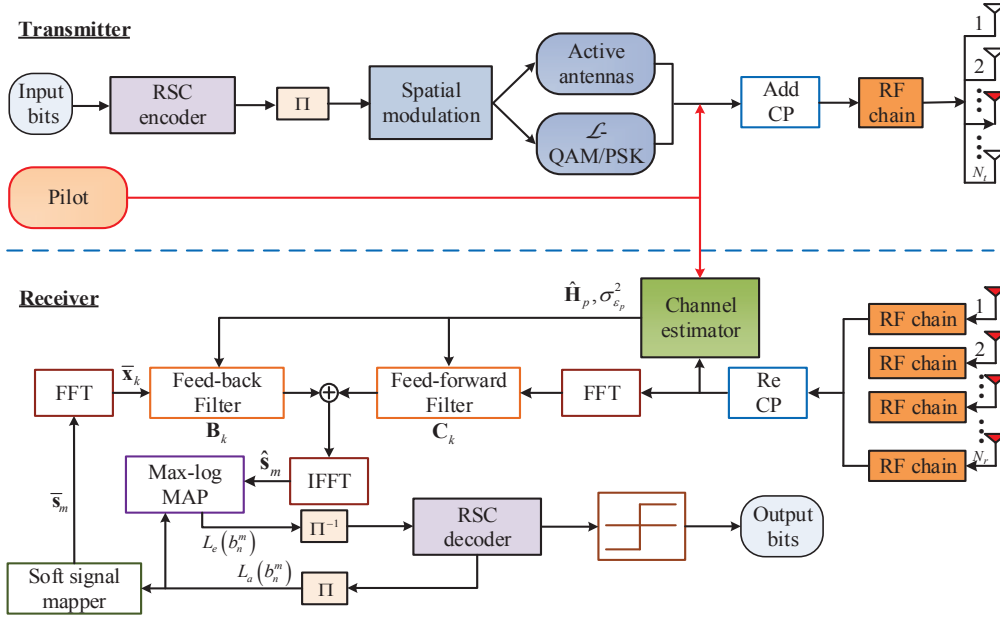 Transmitter
Input
bits
RSC
encoder
Π
Spatial
modulation
Active
antennas
ℒ-
QAM/PSK
Add
CP
RF
chain
1
2
N_t
Pilot
Receiver
Ĥ_p, σ²_{ε_p}
Channel
estimator
FFT
x̄_k
Feed-back
Filter
B_k
Feed-forward
Filter
C_k
FFT
Re
CP
RF chain
RF chain
RF chain
RF chain
1
2
N_r
s̄_m
Max-log
MAP
ŝ_m
IFFT
L_e(b_n^m)
Π⁻¹
RSC
decoder
Output
bits
L_a(b_n^m)
Π
Soft signal
mapper